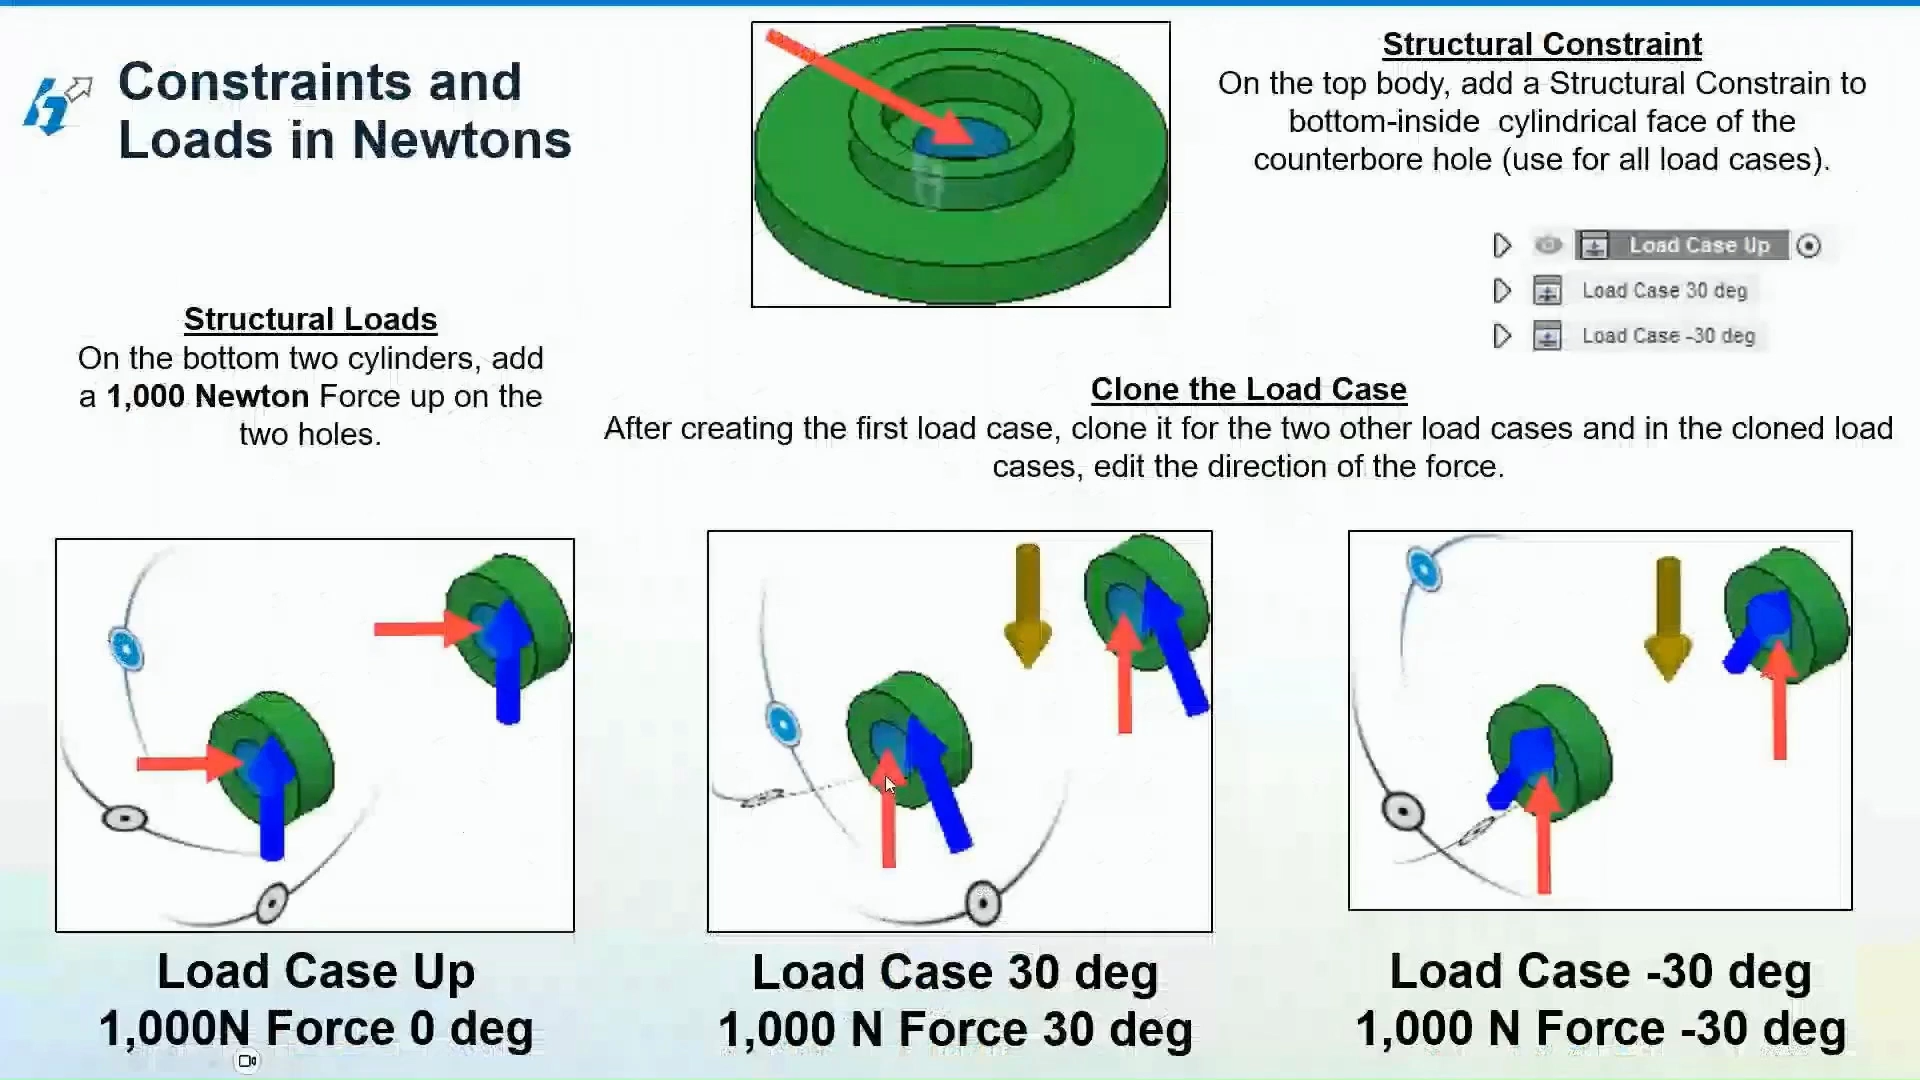 Constraints and
Loads in Newtons
Structural Constraint
On the top body, add a Structural Constrain to
bottom-inside cylindrical face of the
counterbore hole (use for all load cases).
Load Case Up
Load Case 30 deg
Load Case -30 deg
Structural Loads
On the bottom two cylinders, add
a 1,000 Newton Force up on the
two holes.
Clone the Load Case
After creating the first load case, clone it for the two other load cases and in the cloned load
cases, edit the direction of the force.
Load Case Up
1,000N Force 0 deg
Load Case 30 deg
1,000 N Force 30 deg
Load Case -30 deg
1,000 N Force -30 deg